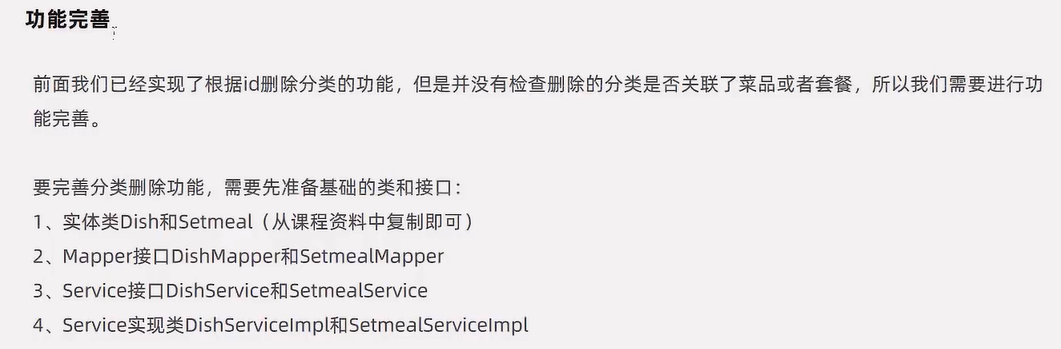 功能完善
前面我们已经实现了根据id删除分类的功能，但是并没有检查删除的分类是否关联了菜品或者套餐，所以我们需要进行功
能完善。
要完善分类删除功能，需要先准备基础的类和接口：
1、实体类Dish和Setmeal（从课程资料中复制即可）
2、Mapper接口DishMapper和SetmealMapper
3、Service接口DishService和SetmealService
4、Service实现类DishServiceImpl和SetmealServiceImpl